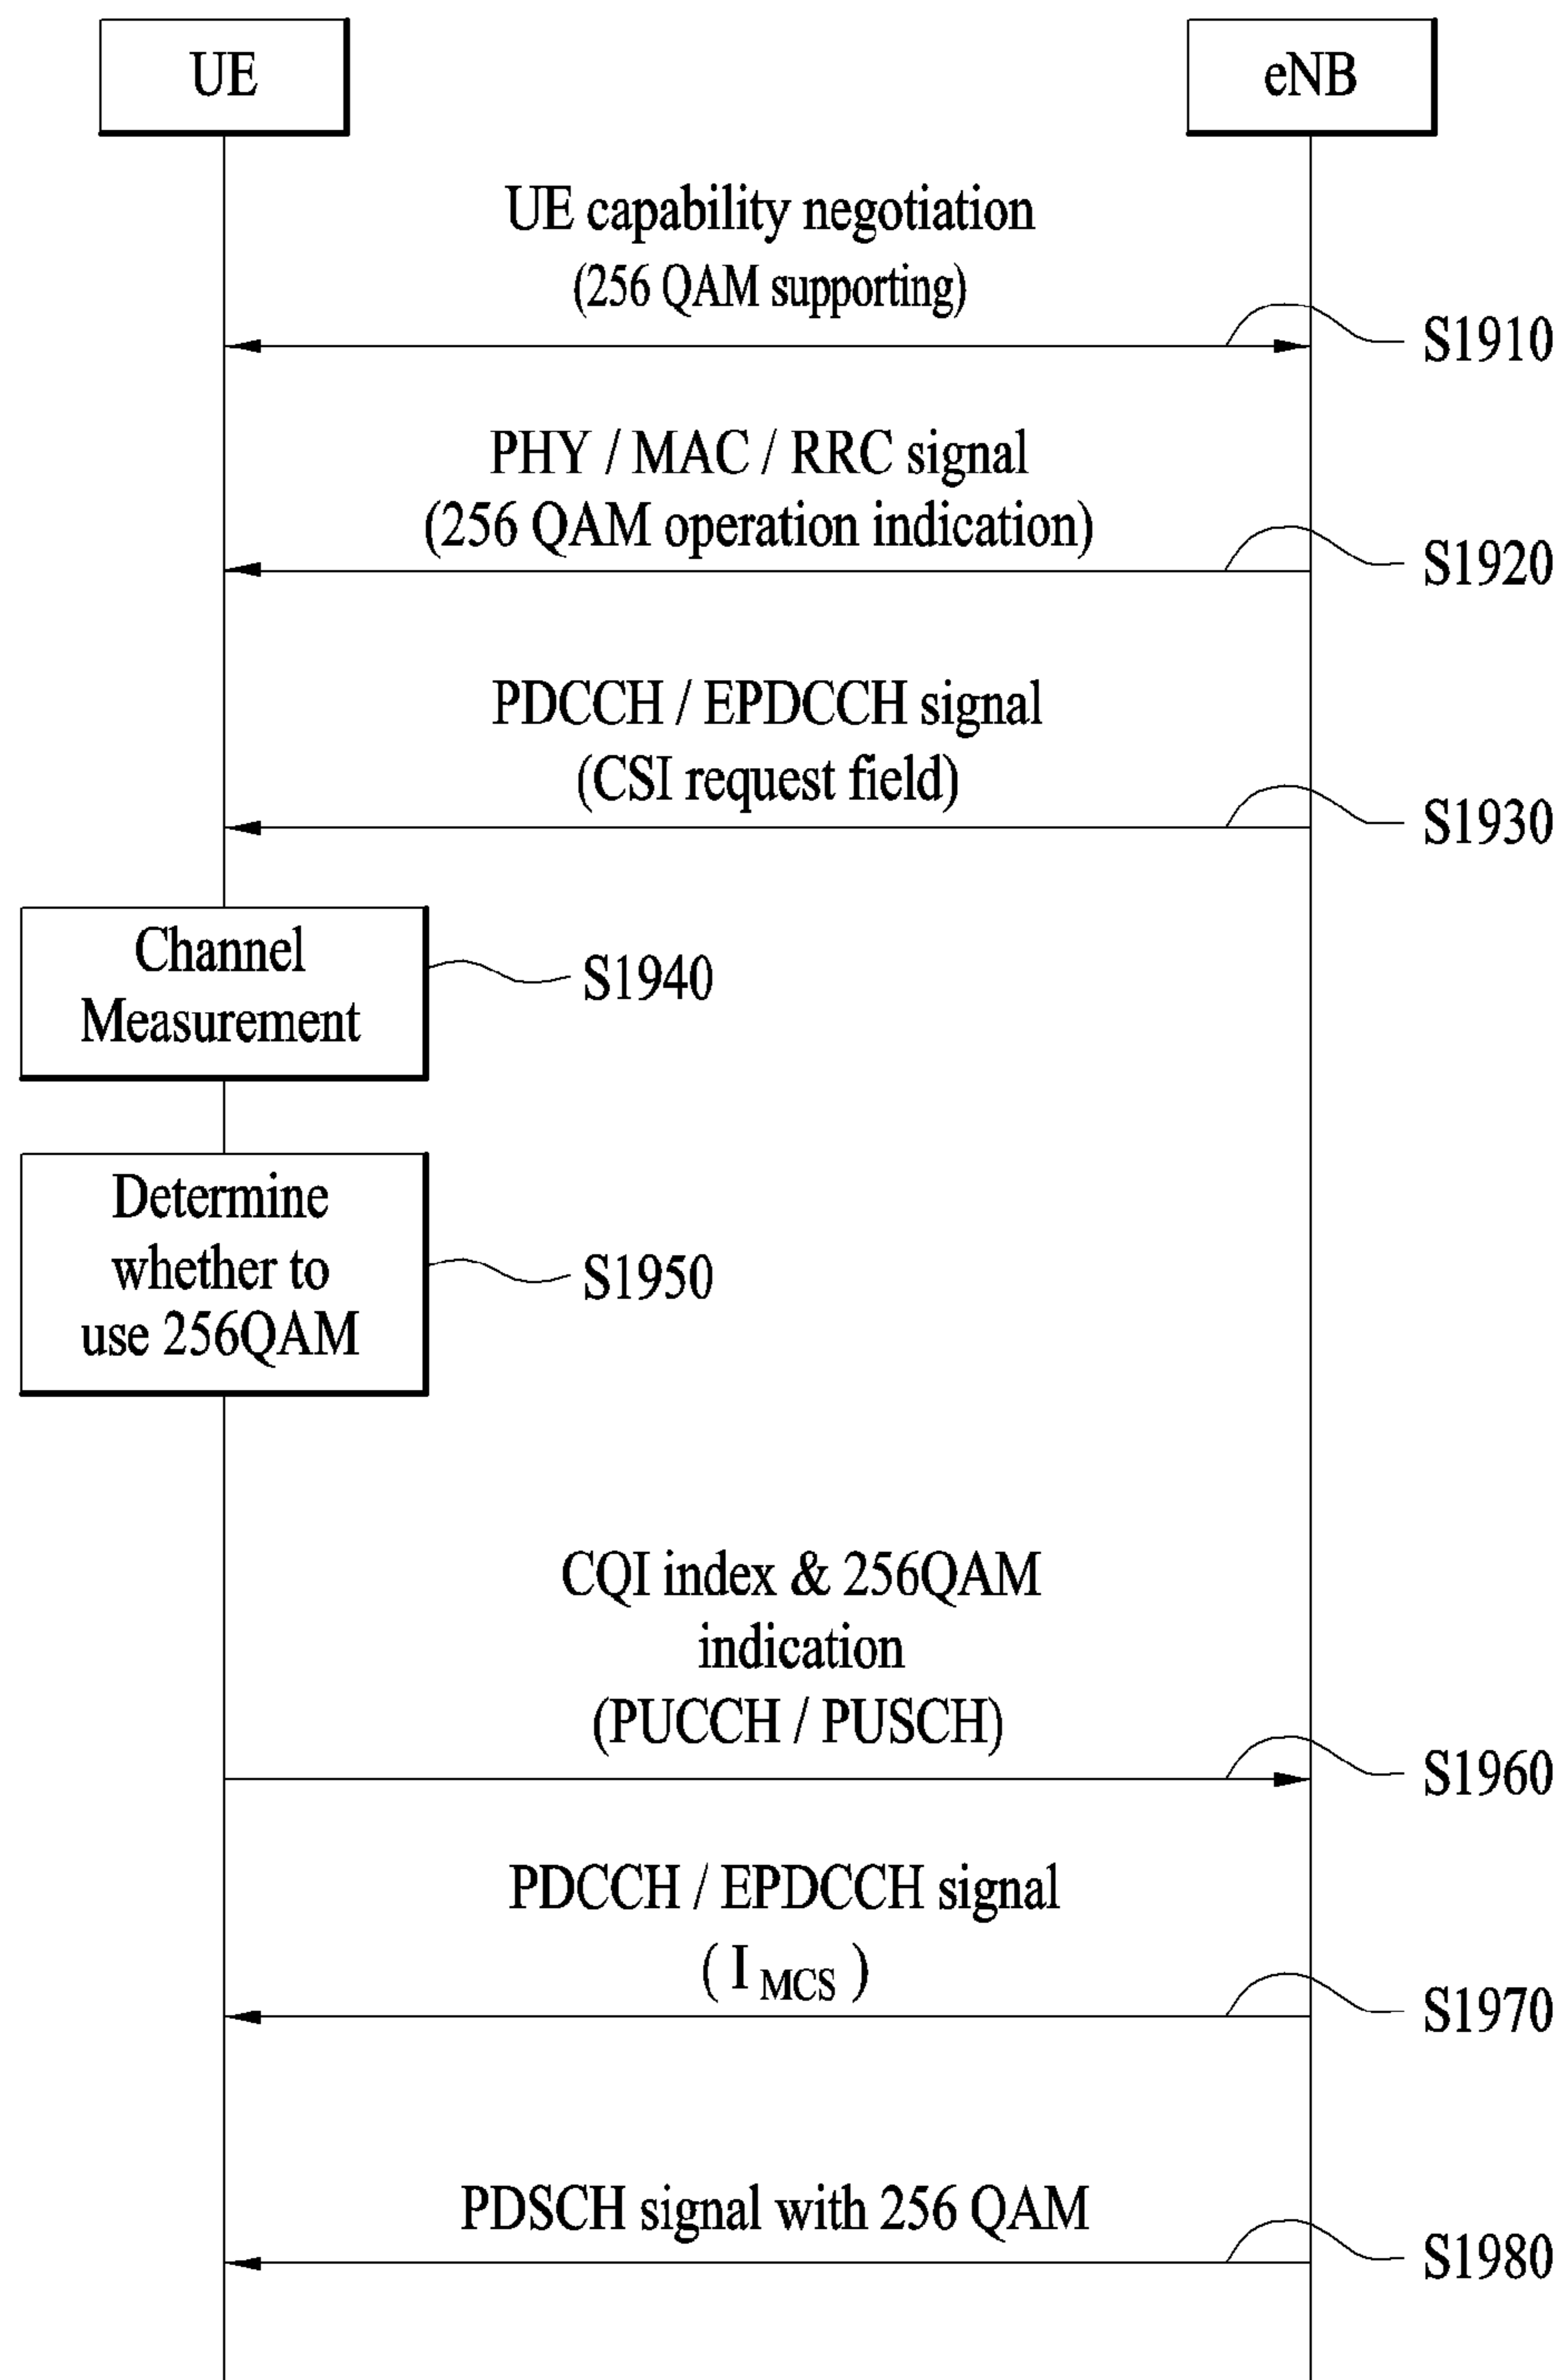 UE
eNB
UE capability negotiation
(256 QAM supporting)
S1910
PHY / MAC / RRC signal
(256 QAM operation indication)
S1920
PDCCH / EPDCCH signal
(CSI request field)
S1930
Channel
Measurement
S1940
Determine
whether to
use 256QAM
S1950
CQI index & 256QAM
indication
(PUCCH / PUSCH)
S1960
PDCCH / EPDCCH signal
( I MCS )
S1970
PDSCH signal with 256 QAM
S1980